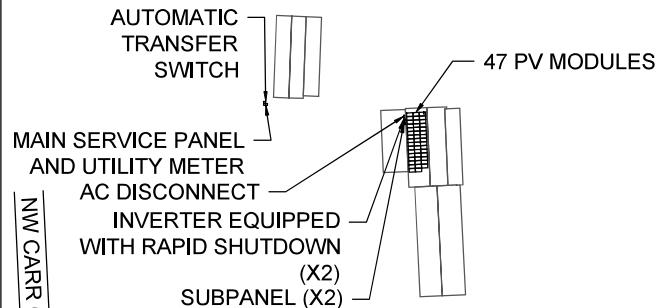 AUTOMATIC
TRANSFER
SWITCH
47 PV MODULES
MAIN SERVICE PANEL
AND UTILITY METER
AC DISCONNECT
INVERTER EQUIPPED
WITH RAPID SHUTDOWN
(X2)
SUBPANEL (X2)
NW CARR